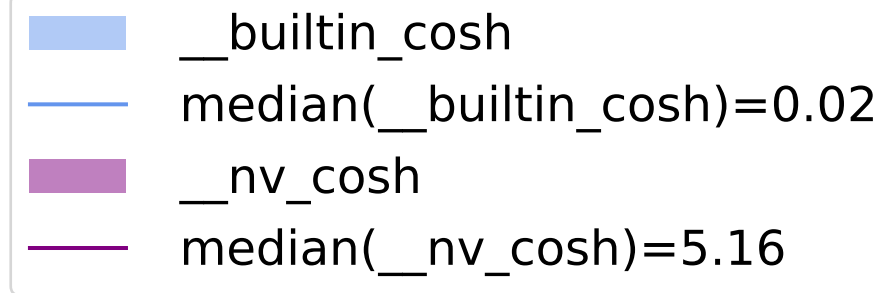 __builtin_cosh
median(__builtin_cosh)=0.02
__nv_cosh
median(__nv_cosh)=5.16